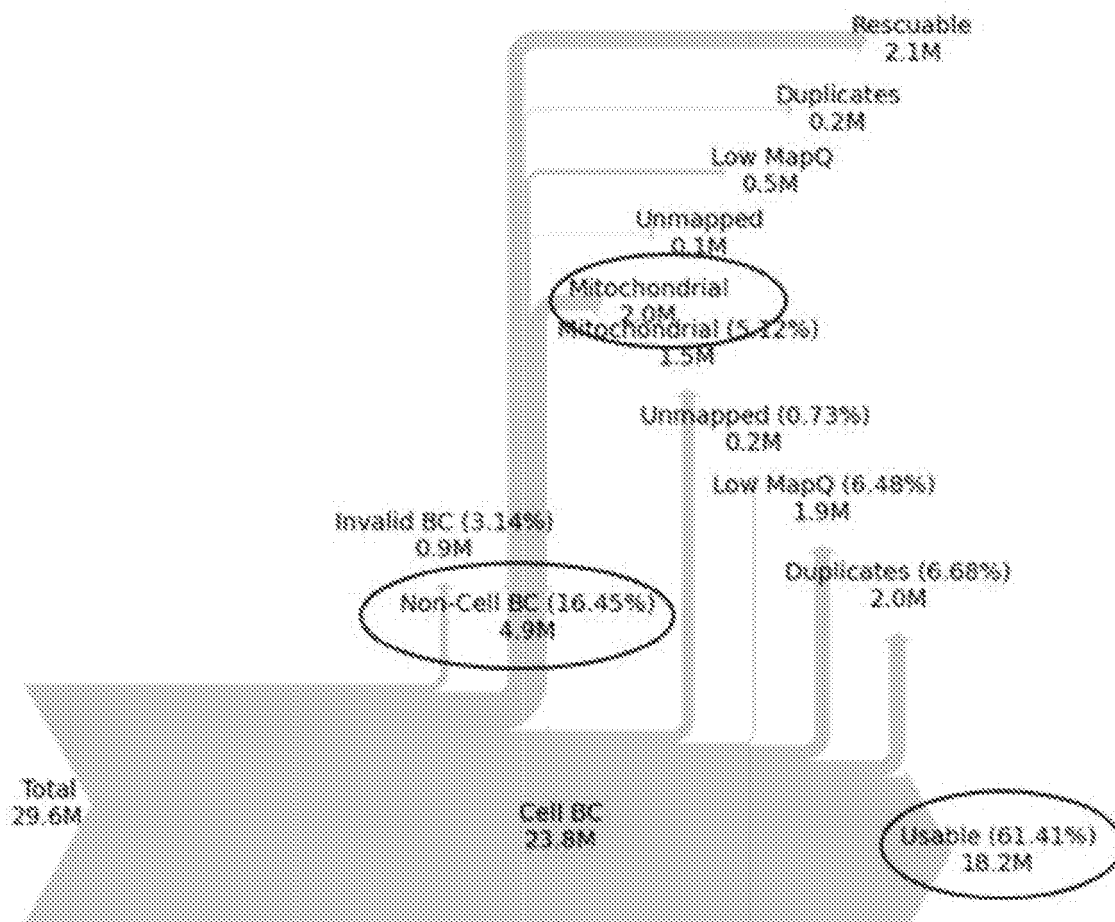 Rescuable
2.1M
Duplicates
0.2M
Low MapQ
0.5M
Unmapped
0.1M
Mitochondrial
2.0M
Mitochondrial (5.12%)
1.5M
Unmapped (0.73%)
0.2M
Low MapQ (6.48%)
1.9M
Invalid BC (3.14%)
0.9M
Duplicates (6.68%)
2.0M
Non-Cell BC (16.45%)
4.9M
Total
29.6M
Cell BC
23.8M
Usable (61.41%)
18.2M